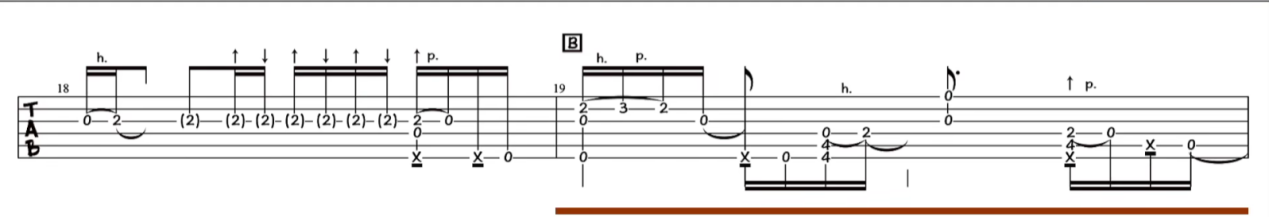 B
h. ↑ ↓ ↑ ↓ ↑ ↓ ↑ p. h. p.
18 19 h. ↑ p.
0
T 2 3 2
A 0 2 (2) (2) (2) (2) (2) (2) (2) 2 0 0 0 0
0 0 2 2 0
B 4 4 X 0
X X 0 0 X 0 4 X